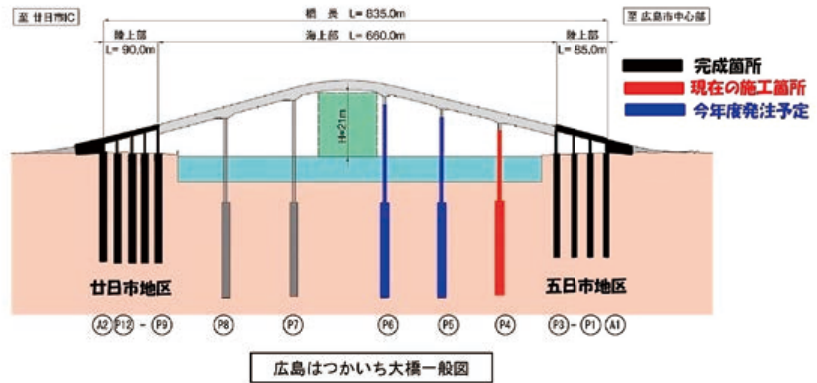 至 廿日市IC
橋 長 L= 835.0m
至 広島市中心部
陸上部
L= 90.0m
海上部 L= 660.0m
陸上部
L= 85.0m
完成箇所
現在の施工箇所
今年度発注予定
H=21m
廿日市地区
五日市地区
A2 P12 - P9 P8 P7 P6 P5 P4 P3 - P1 A1
広島はつかいち大橋一般図